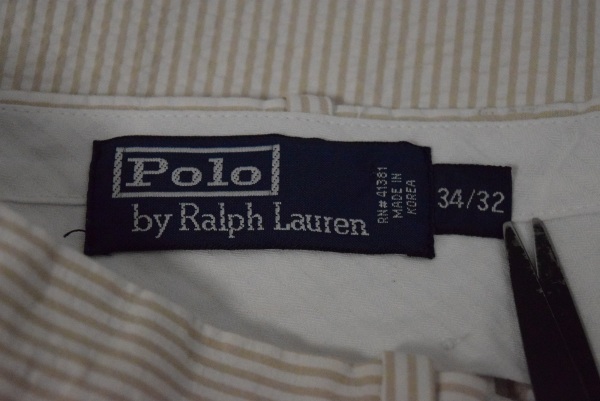 Polo
by Ralph Lauren
RN# 41381
MADE IN
KOREA
34/32